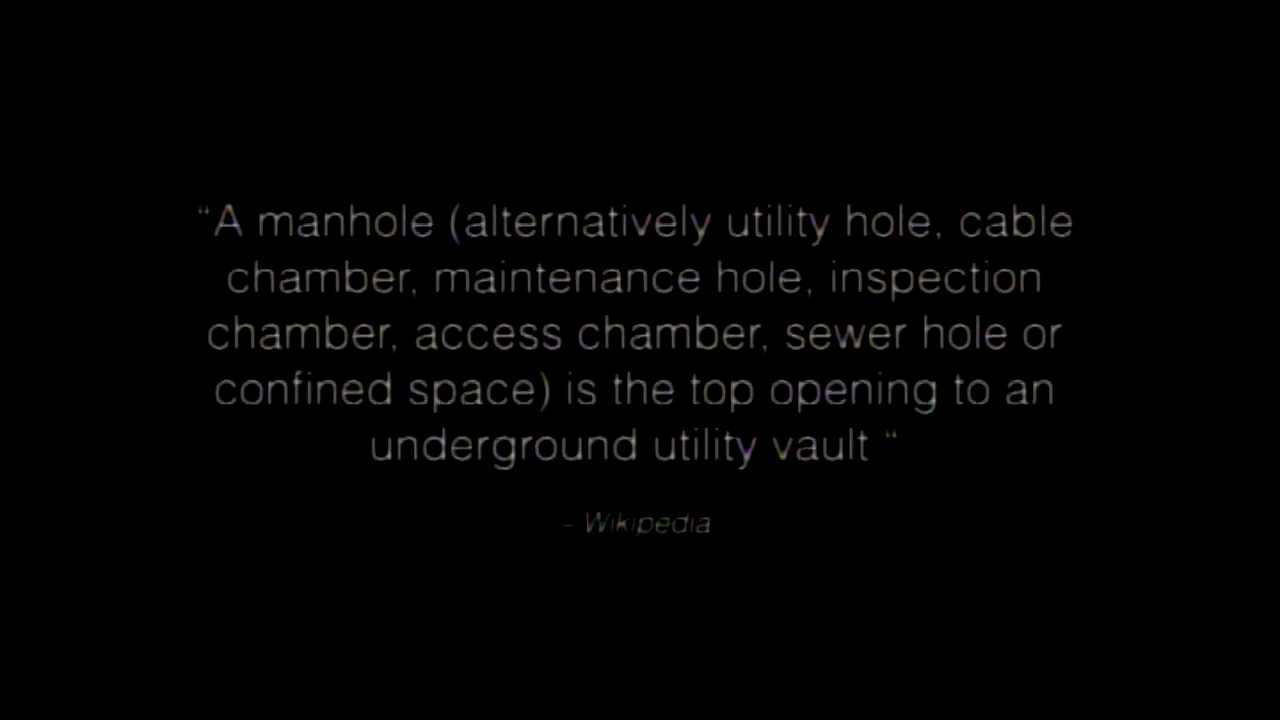 “A manhole (alternatively utility hole, cable
chamber, maintenance hole, inspection
chamber, access chamber, sewer hole or
confined space) is the top opening to an
underground utility vault “
– Wikipedia